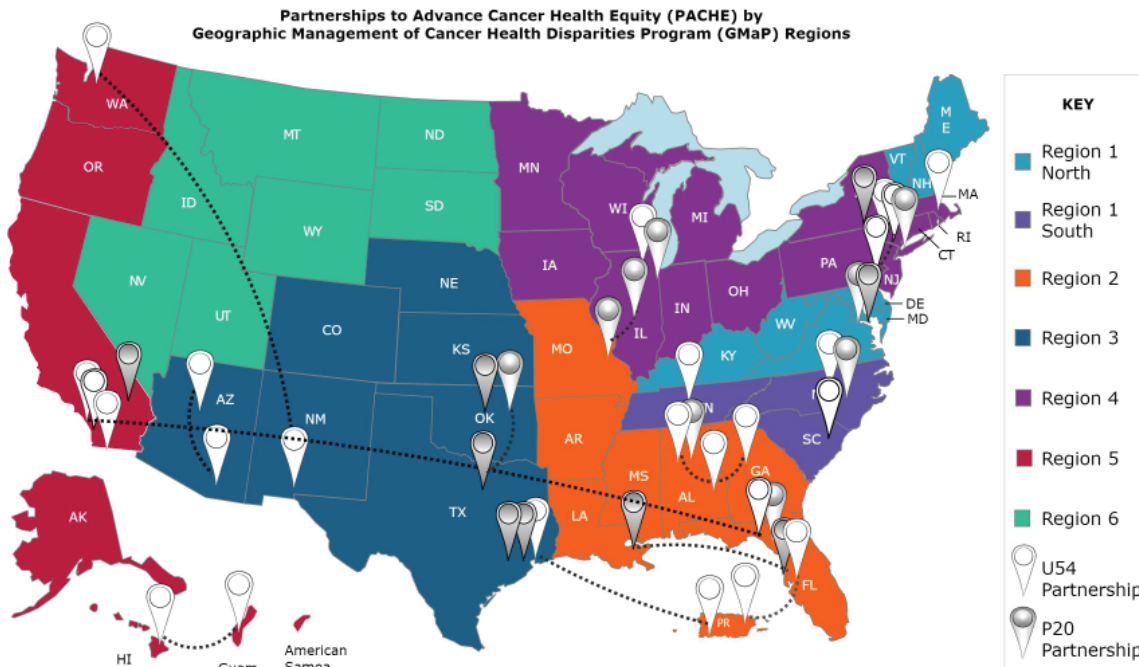 Partnerships to Advance Cancer Health Equity (PACHE) by
Geographic Management of Cancer Health Disparities Program (GMaP) Regions
WA
OR
MT
ID
WY
NV
UT
ND
SD
NE
CO
KS
AZ
NM
OK
TX
MN
WI
MI
IA
IL
IN
OH
PA
NJ
M
E
VT
NH
MA
RI
CT
DE
MD
WV
KY
MO
AR
LA
MS
AL
GA
SC
FL
PR
AK
HI
Guam
American
Samoa
KEY
Region 1
North
Region 1
South
Region 2
Region 3
Region 4
Region 5
Region 6
U54
Partnership
P20
Partnership